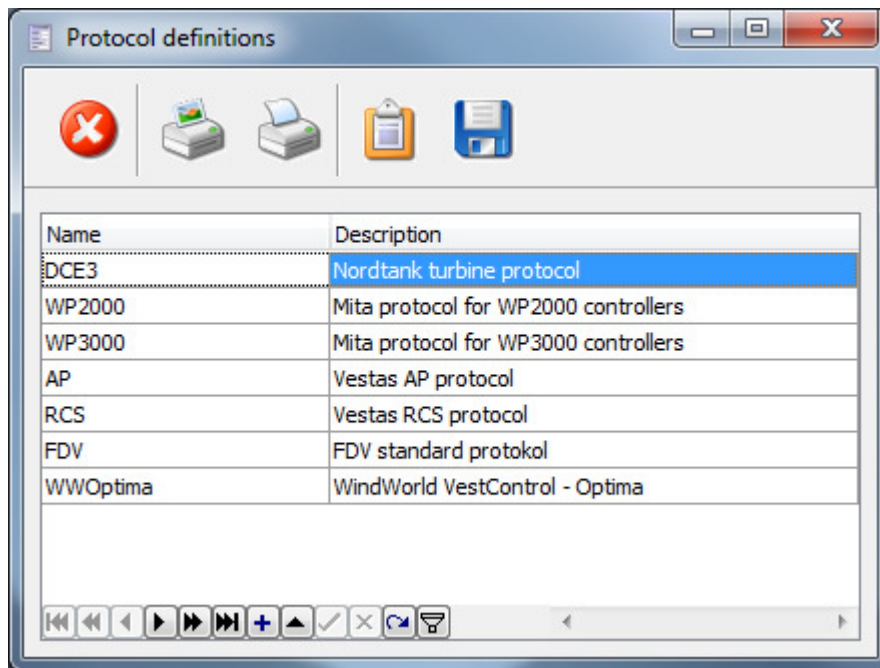 Protocol definitions
Name Description
DCE3 Nordtank turbine protocol
WP2000 Mita protocol for WP2000 controllers
WP3000 Mita protocol for WP3000 controllers
AP Vestas AP protocol
RCS Vestas RCS protocol
FDV FDV standard protokol
WWOptima WindWorld VestControl - Optima